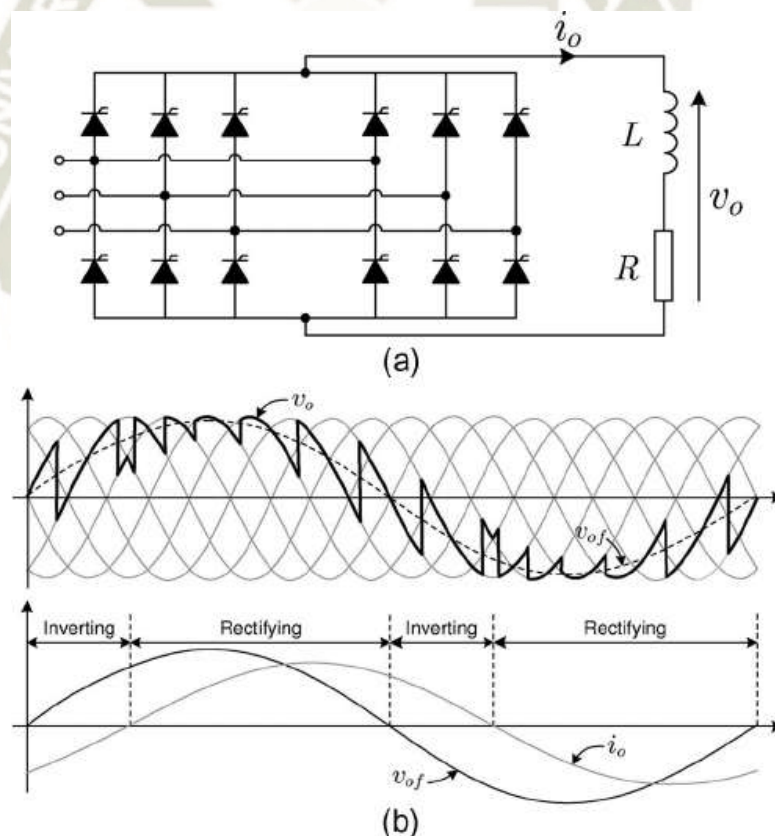 i_o
L
v_o
R
(a)
v_o
v_of
Inverting Rectifying Inverting Rectifying
i_o
v_of
(b)